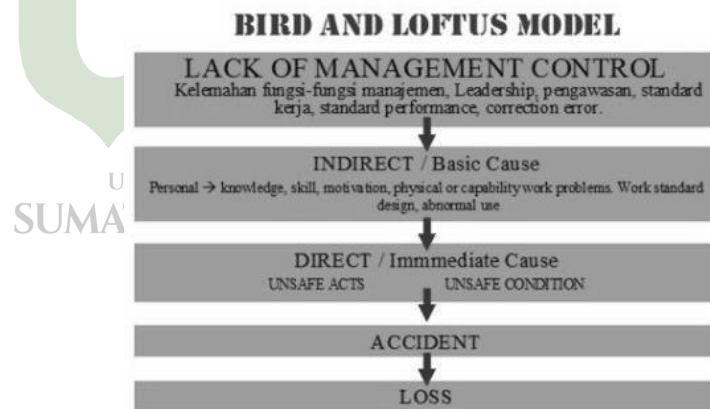 BIRD AND LOFTUS MODEL
LACK OF MANAGEMENT CONTROL
Kelemahan fungsi-fungsi manajemen, Leadership, pengawasan, standard
kerja, standard performance, correction error.
INDIRECT / Basic Cause
Personal → knowledge, skill, motivation, physical or capability work problems. Work standard
design, abnormal use
DIRECT / Immmediate Cause
UNSAFE ACTS UNSAFE CONDITION
ACCIDENT
LOSS